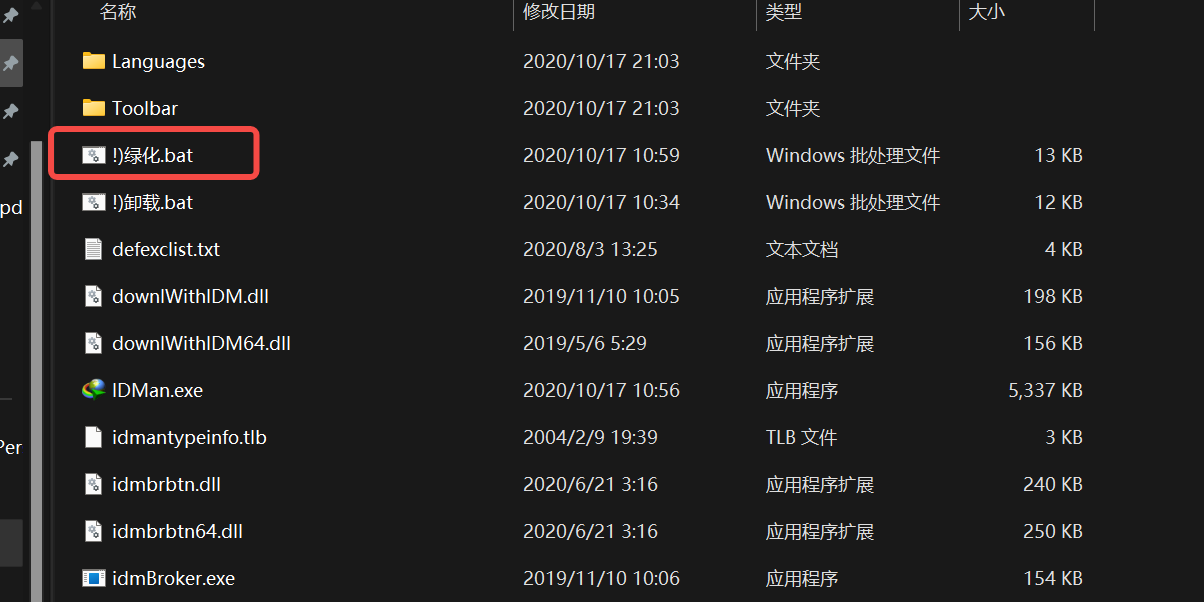 名称 修改日期 类型 大小
Languages 2020/10/17 21:03 文件夹
Toolbar 2020/10/17 21:03 文件夹
!)绿化.bat 2020/10/17 10:59 Windows 批处理文件 13 KB
!)卸载.bat 2020/10/17 10:34 Windows 批处理文件 12 KB
pd
defexclist.txt 2020/8/3 13:25 文本文档 4 KB
downlWithIDM.dll 2019/11/10 10:05 应用程序扩展 198 KB
downlWithIDM64.dll 2019/5/6 5:29 应用程序扩展 156 KB
IDMan.exe 2020/10/17 10:56 应用程序 5,337 KB
idmantypeinfo.tlb 2004/2/9 19:39 TLB 文件 3 KB
Per
idmbrbtn.dll 2020/6/21 3:16 应用程序扩展 240 KB
idmbrbtn64.dll 2020/6/21 3:16 应用程序扩展 250 KB
idmBroker.exe 2019/11/10 10:06 应用程序 154 KB